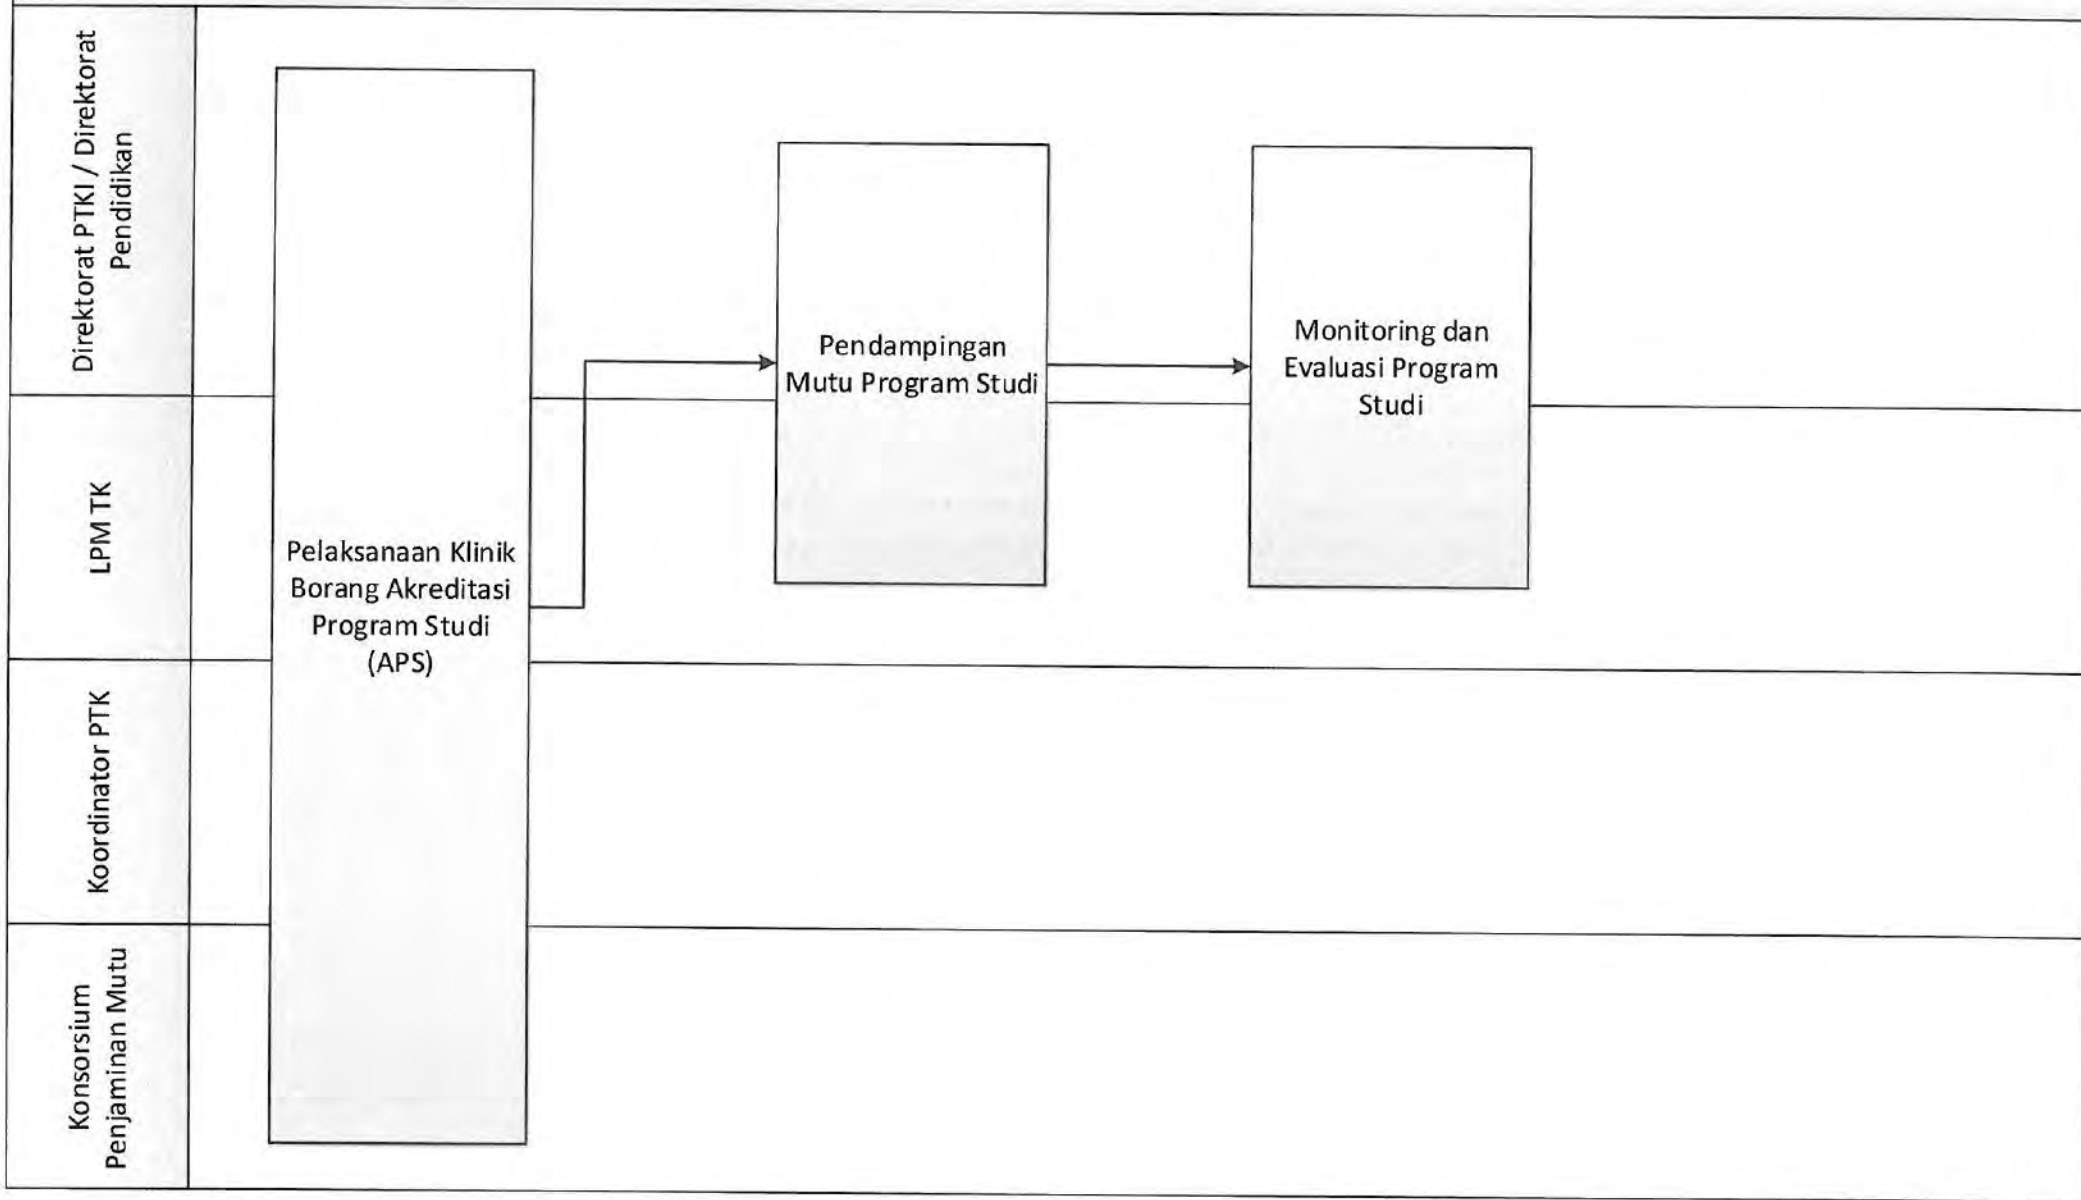 Direktorat PTKI / Direktorat
Pendidikan
LPM TK
Koordinator PTK
Konsorsium
Penjaminan Mutu
Pelaksanaan Klinik
Borang Akreditasi
Program Studi
(APS)
Pendampingan
Mutu Program Studi
Monitoring dan
Evaluasi Program
Studi